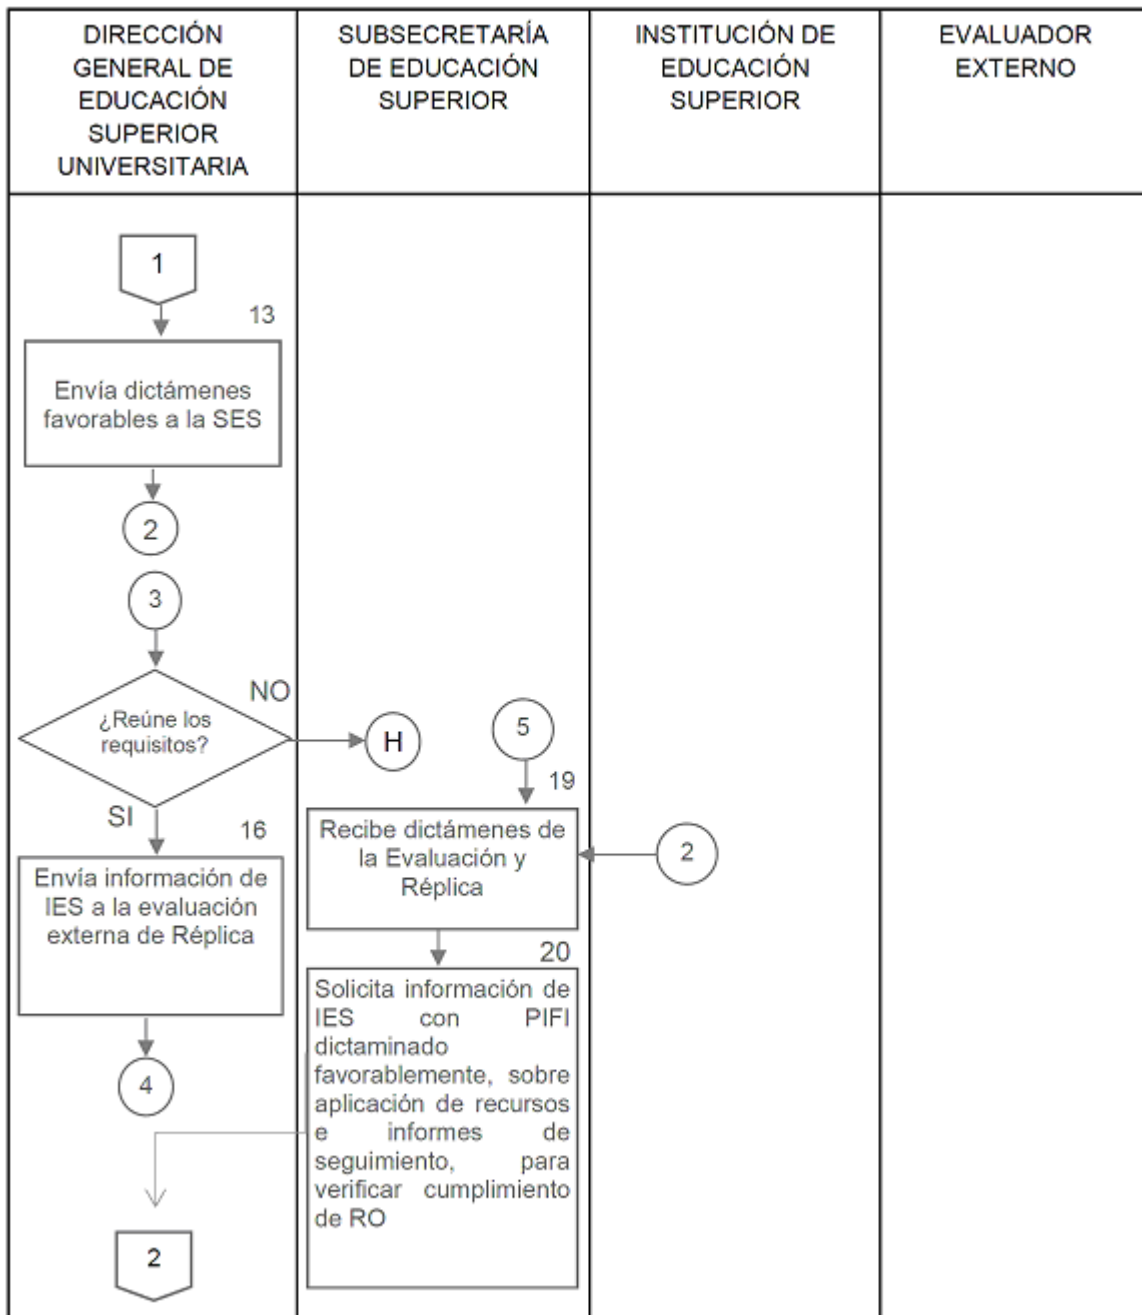 DIRECCIÓN
GENERAL DE
EDUCACIÓN
SUPERIOR
UNIVERSITARIA
SUBSECRETARÍA
DE EDUCACIÓN
SUPERIOR
INSTITUCIÓN DE
EDUCACIÓN
SUPERIOR
EVALUADOR
EXTERNO
1
13
Envía dictámenes
favorables a la SES
2
3
¿Reúne los
requisitos?
NO
H
SI
16
Envía información de
IES a la evaluación
externa de Réplica
4
2
5
19
Recibe dictámenes de
la Evaluación y
Réplica
2
20
Solicita información de
IES con PIFI
dictaminado
favorablemente, sobre
aplicación de recursos
e informes de
seguimiento, para
verificar cumplimiento
de RO